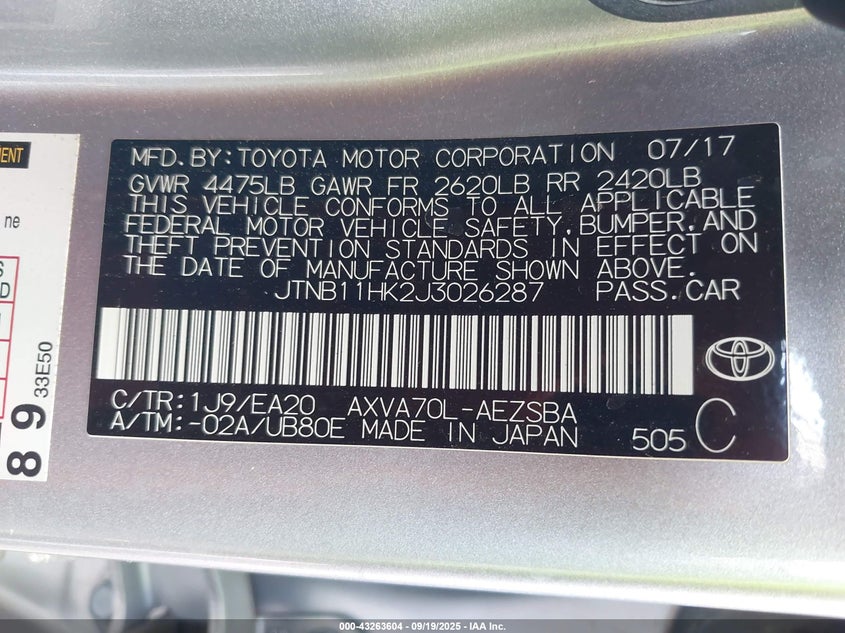 MFD.BY:TOYOTA MOTOR CORPORATION 07/17
GVWR 4475LB GAWR FR 2620LB RR 2420LB
THIS VEHICLE CONFORMS TO ALL APPLICABLE
FEDERAL MOTOR VEHICLE SAFETY,BUMPER,AND
THEFT PREVENTION STANDARDS IN EFFECT ON
THE DATE OF MANUFACTURE SHOWN ABOVE.
JTNB11HK2J3026287 PASS.CAR
C/TR:1J9/EA20 AXVA70L-AEZSBA
A/TM:-02A/UB80E MADE IN JAPAN 505 C
MENT
ne
S
D
33E50
89
000-43263604 - 09/19/2025 - IAA Inc.